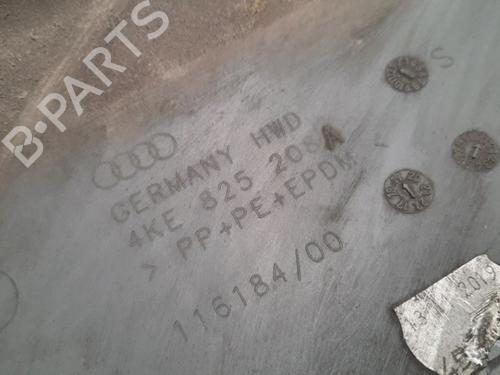 B-PARTS
GERMANY HWD
4KE 825 208 A
> PP+PE+EPDM
116184/00
S